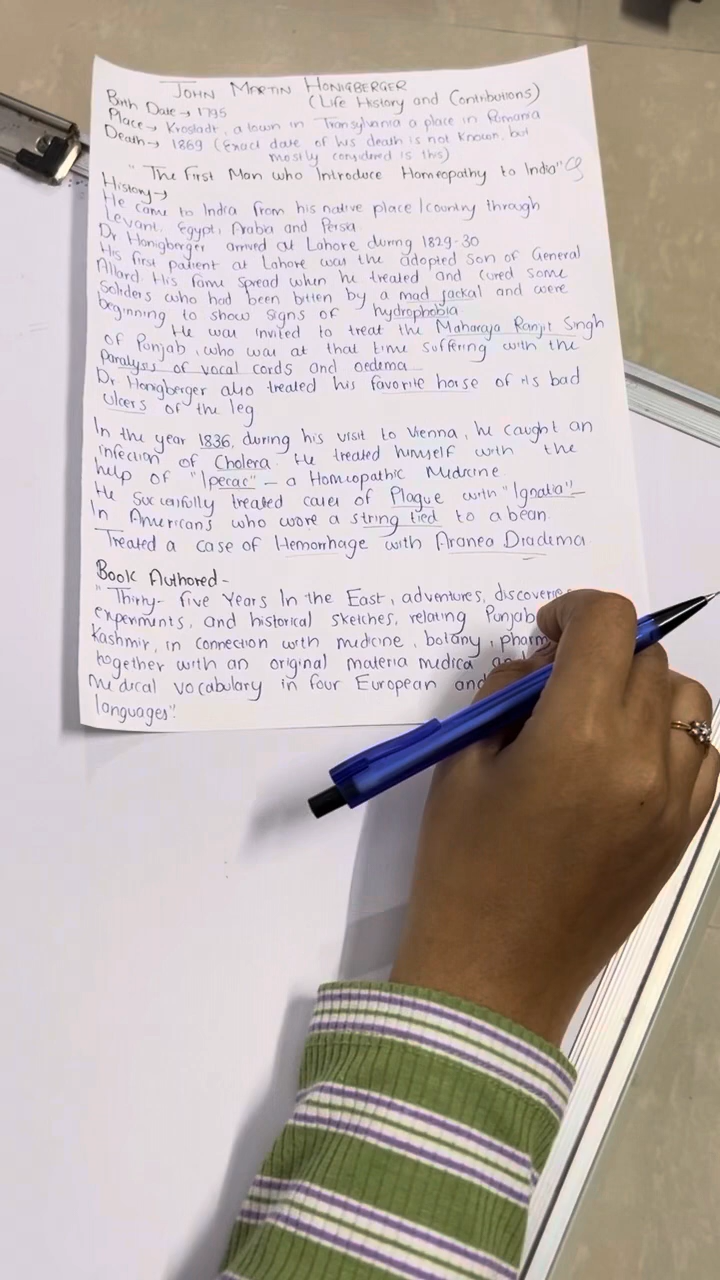 JOHN MARTIN HONIGBERGER
(Life History and Contributions)
Birth Date → 1795
Place → Krostadt, a town in Transylvania a place in Romania
Death → 1869 (Exact date of his death is not known, but
mostly considered is this)
"The First Man who Introduce Homeopathy to India"
History →
He came to India from his native place/country through
Levant, Egypt, Arabia and Persia
Dr Honigberger arrived at Lahore during 1829-30
His first patient at Lahore was the adopted son of General
Allard. His fame spread when he treated and cured some
Soliders who had been bitten by a mad jackal and were
beginning to show signs of hydrophobia
He was invited to treat the Maharaja Ranjit Singh
of Punjab, who was at that time suffering with the
Paralysis of vocal cords and oedema
Dr Honigberger also treated his favorite horse of its bad
ulcers of the leg
In the year 1836, during his visit to Vienna, he caught an
infection of Cholera. He treated himself with the
help of "Ipecac" - a Homeopathic Medicine.
He Succesfully treated cases of Plague with "Ignatia" -
In American's who wore a string tied to a bean
Treated a case of Hemorrhage with Aranea Diadema.
Book Authored -
"Thirty - five Years In the East, adventures,
experiments, and historical sketches, relating Punjab
Kashmir, in connection with medicine, botany,
together with an original materia medica
Medical vocabulary in four European and
languages".